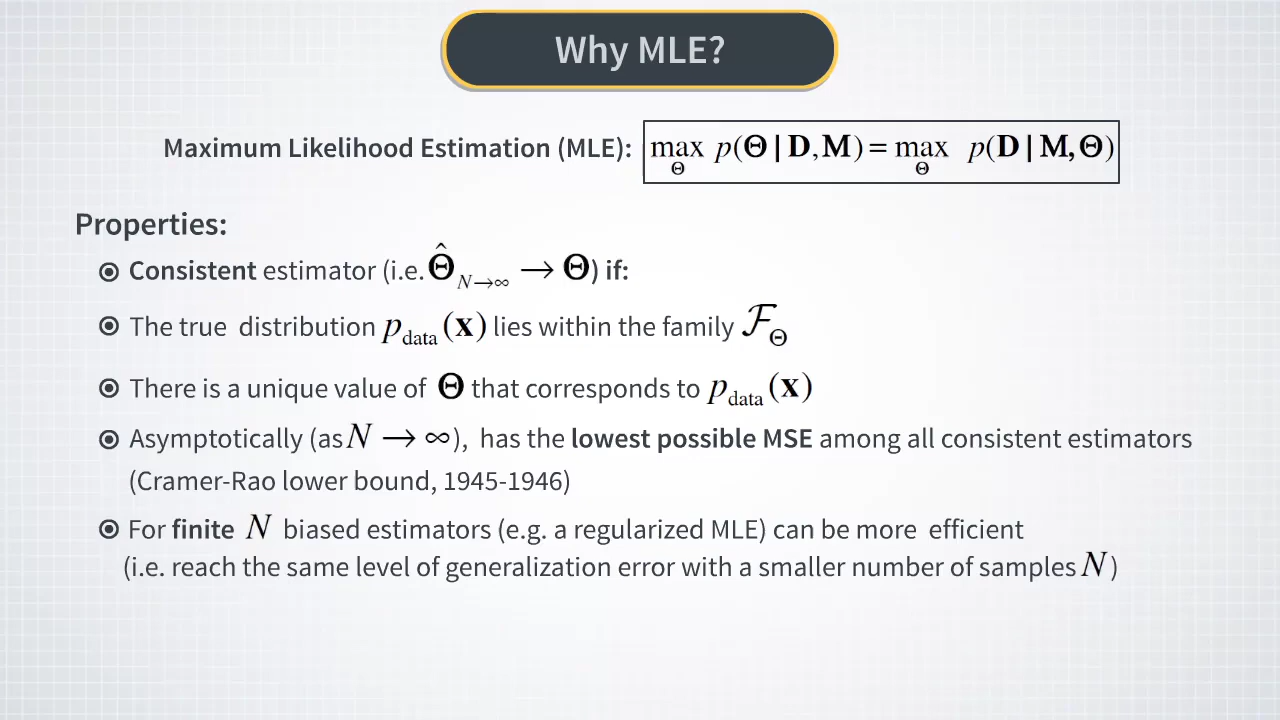 Why MLE?
Maximum Likelihood Estimation (MLE): max_Θ p(Θ | D, M) = max_Θ p(D | M, Θ)
Properties:
Consistent estimator (i.e. Θ̂_{N→∞} → Θ) if:
The true distribution p_data(x) lies within the family ℱ_Θ
There is a unique value of Θ that corresponds to p_data(x)
Asymptotically (as N → ∞), has the lowest possible MSE among all consistent estimators
(Cramer-Rao lower bound, 1945-1946)
For finite N biased estimators (e.g. a regularized MLE) can be more efficient
(i.e. reach the same level of generalization error with a smaller number of samples N)